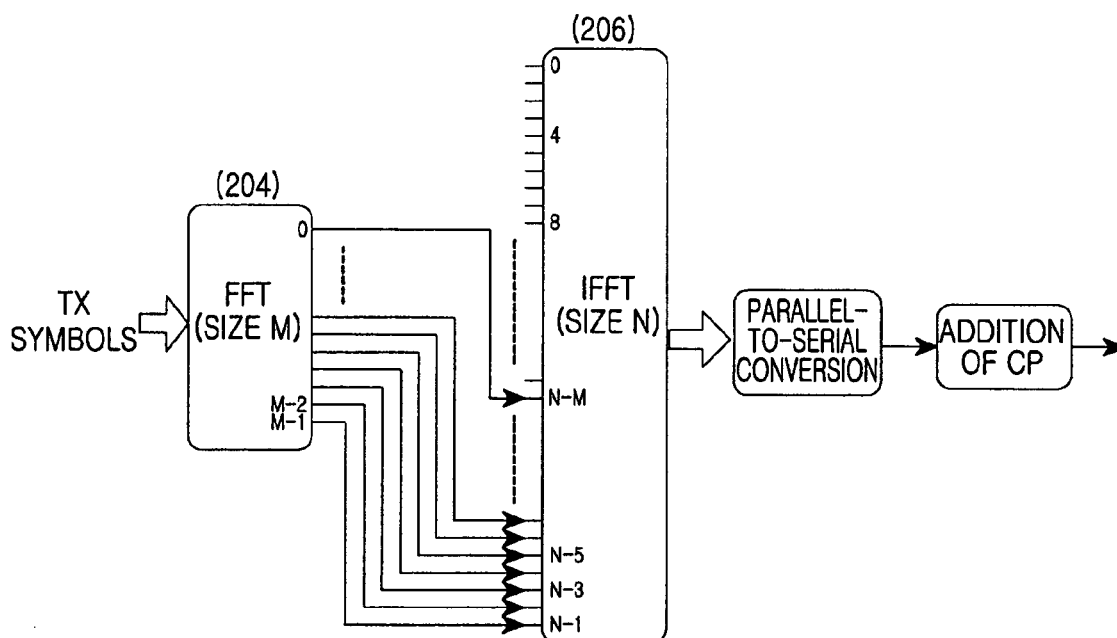 (206)
0
4
8
(204)
0
TX
SYMBOLS
FFT
(SIZE M)
M-2
M-1
IFFT
(SIZE N)
N-M
N-5
N-3
N-1
PARALLEL-
TO-SERIAL
CONVERSION
ADDITION
OF CP